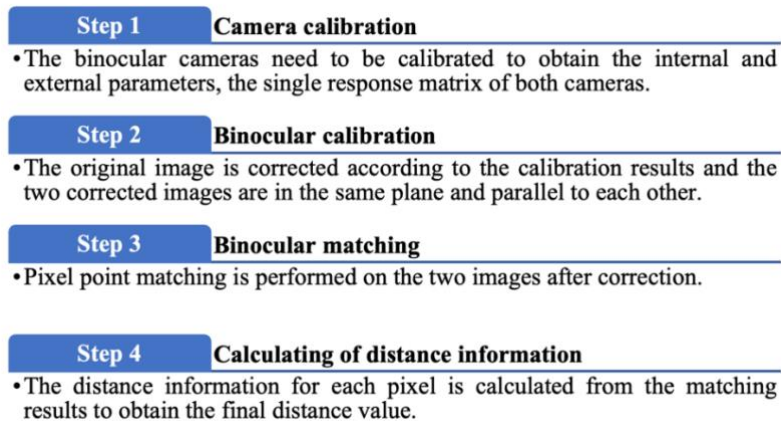 Step 1 Camera calibration
•The binocular cameras need to be calibrated to obtain the internal and
external parameters, the single response matrix of both cameras.
Step 2 Binocular calibration
•The original image is corrected according to the calibration results and the
two corrected images are in the same plane and parallel to each other.
Step 3 Binocular matching
•Pixel point matching is performed on the two images after correction.
Step 4 Calculating of distance information
•The distance information for each pixel is calculated from the matching
results to obtain the final distance value.